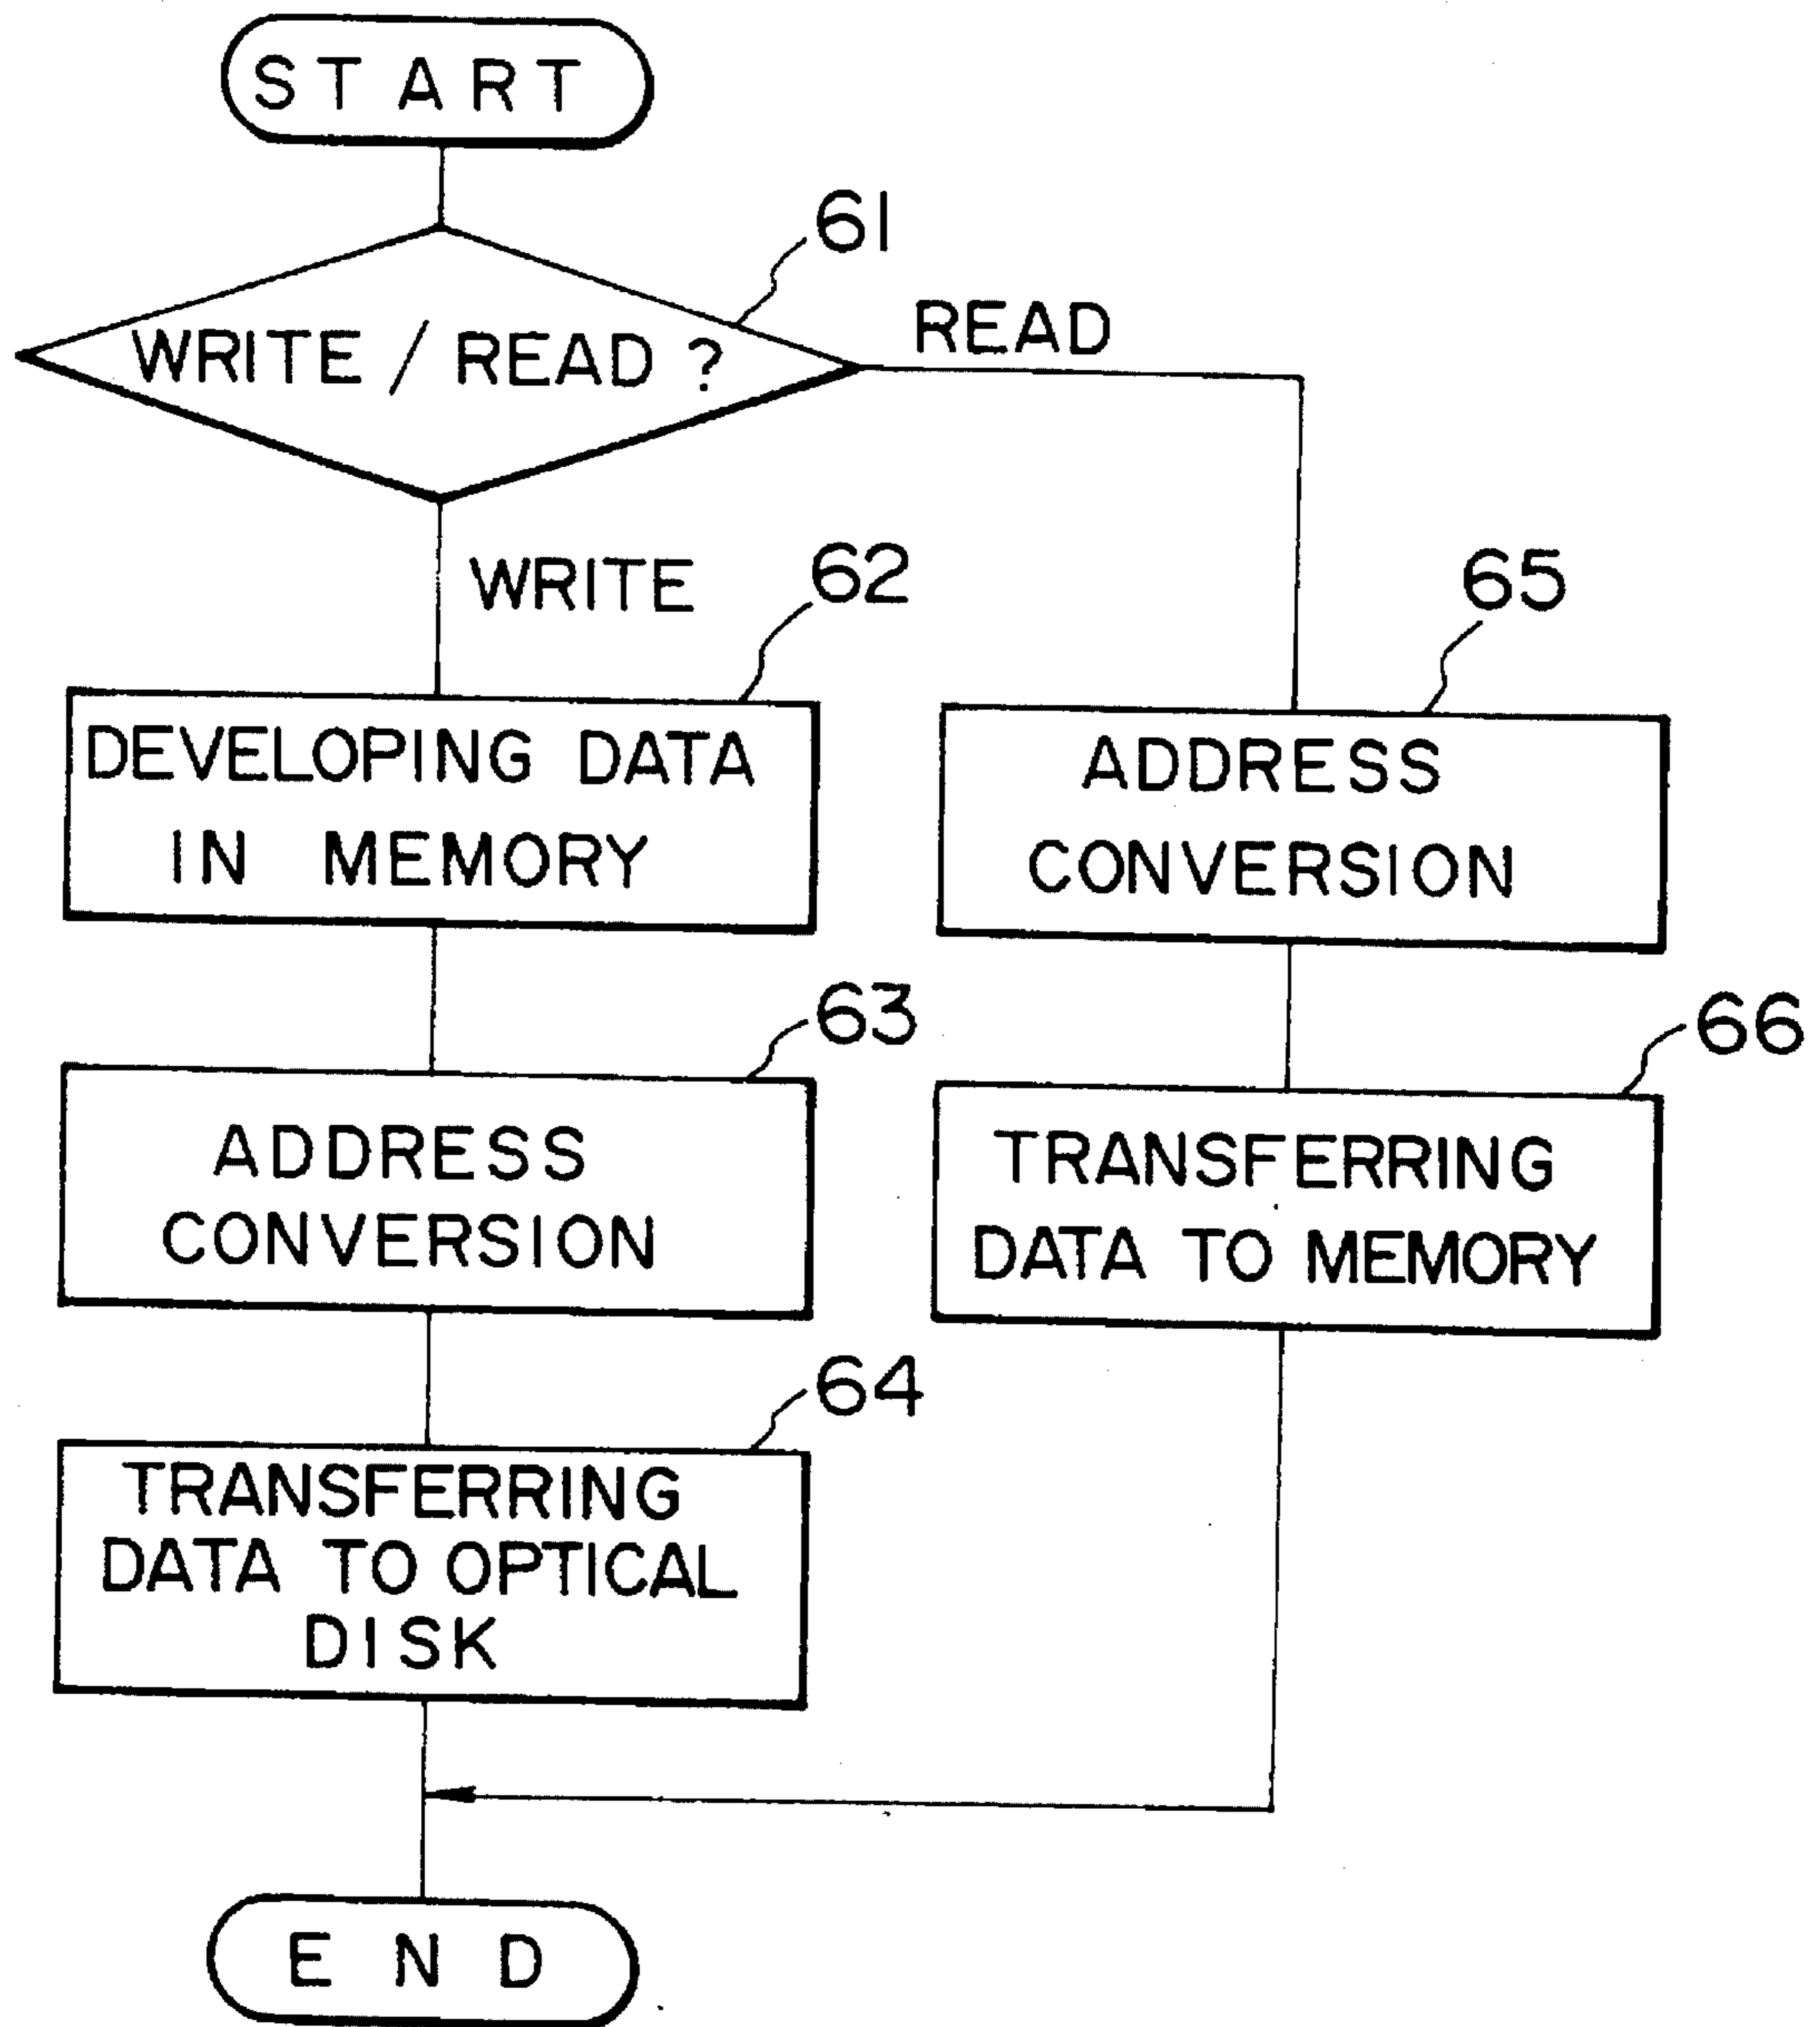 START
61
WRITE / READ ?
READ
WRITE
62
DEVELOPING DATA
IN MEMORY
63
ADDRESS
CONVERSION
64
TRANSFERRING
DATA TO OPTICAL
DISK
65
ADDRESS
CONVERSION
66
TRANSFERRING
DATA TO MEMORY
END